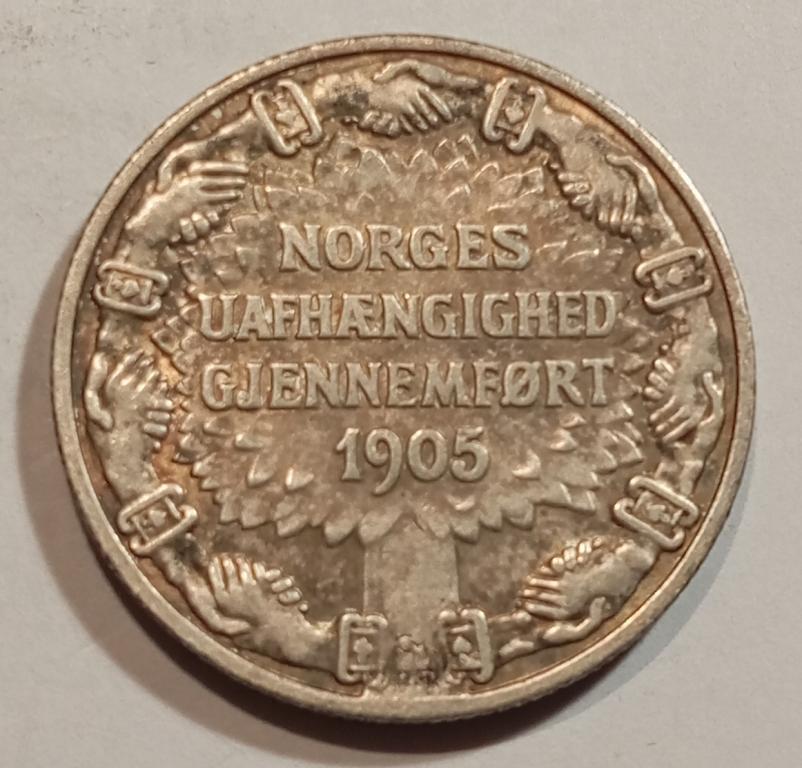 NORGES
UAFHÆNGIGHED
GJENNEMFØRT
1905